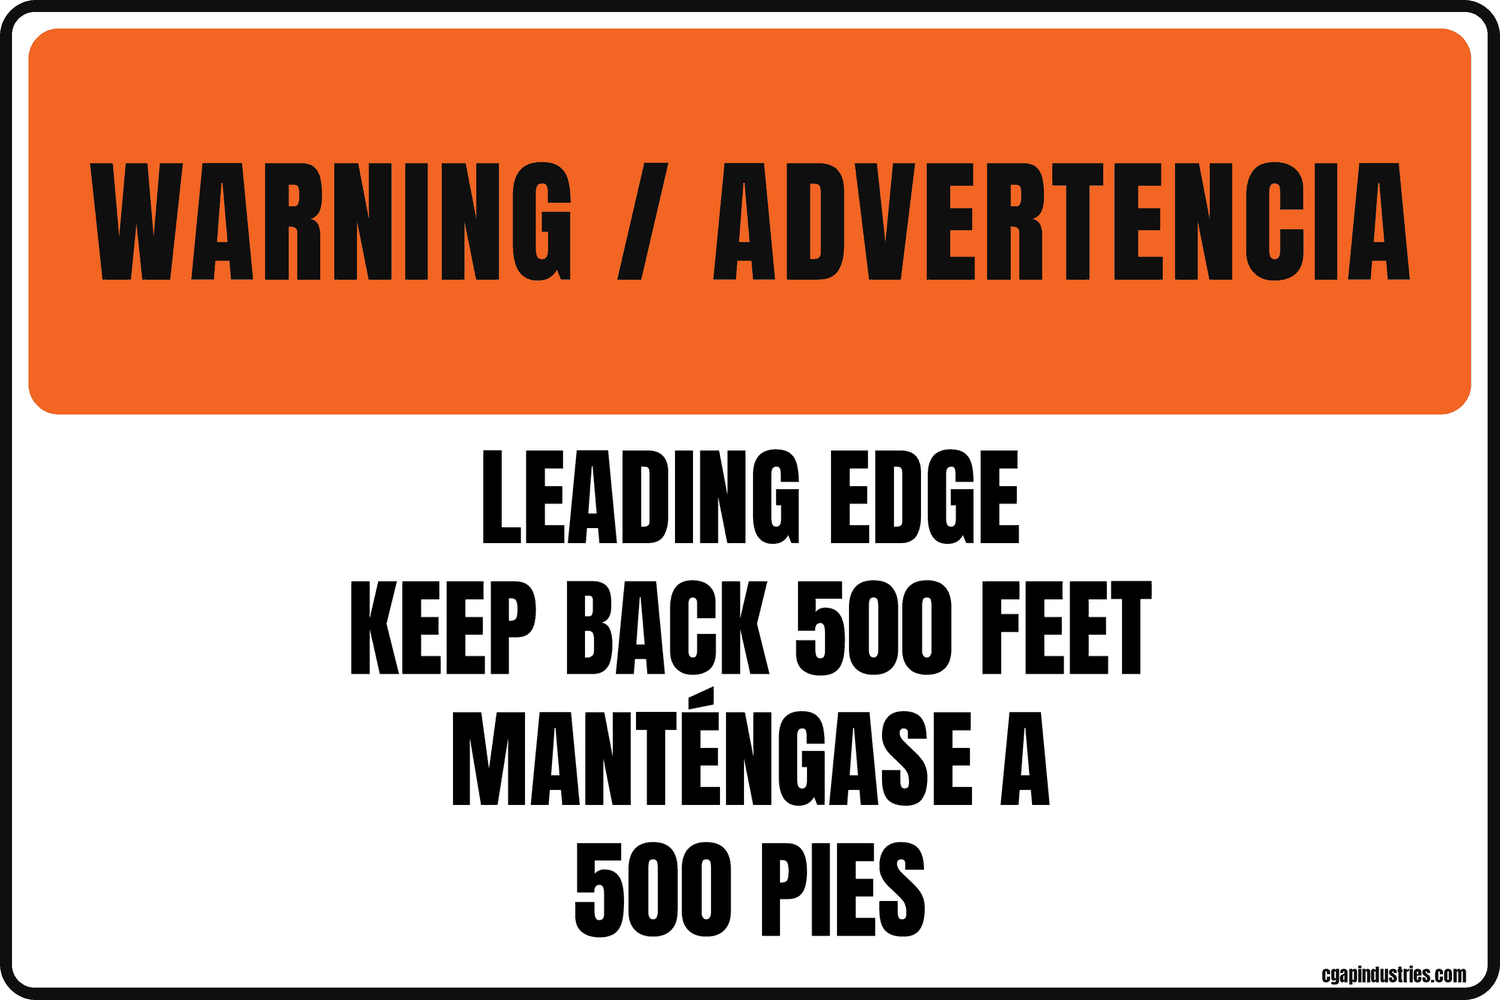 WARNING / ADVERTENCIA
LEADING EDGE
KEEP BACK 500 FEET
MANTÉNGASE A
500 PIES
cgapindustries.com